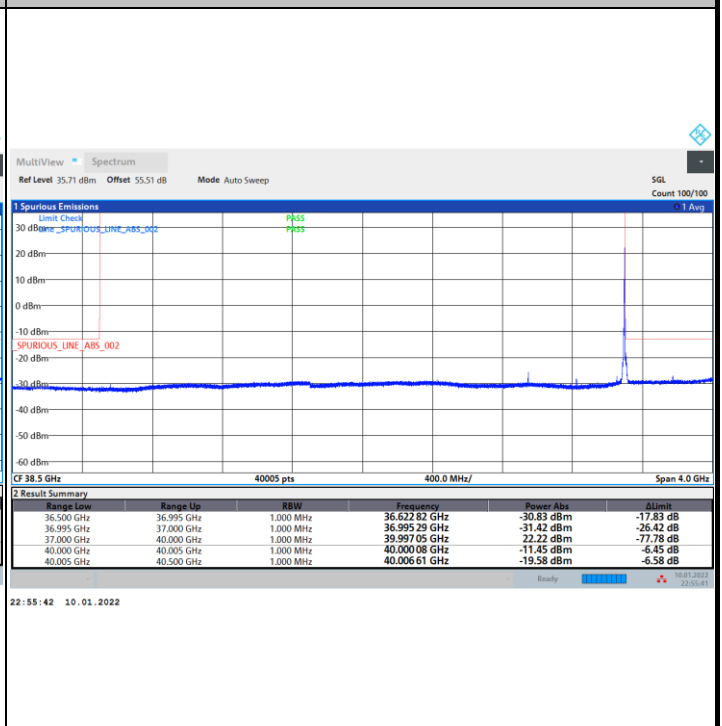 MultiView Spectrum
Ref Level 35.71 dBm Offset 55.51 dB Mode Auto Sweep SGL
Count 100/100
1 Spurious Emissions 1 Avg
Limit Check PASS
30 dBm Line _SPURIOUS_LINE_ABS_002 PASS
20 dBm
10 dBm
0 dBm
-10 dBm
_SPURIOUS_LINE_ABS_002
-20 dBm
-30 dBm
-40 dBm
-50 dBm
-60 dBm
CF 38.5 GHz 40005 pts 400.0 MHz/ Span 4.0 GHz
2 Result Summary
Range Low Range Up RBW Frequency Power Abs ΔLimit
36.500 GHz 36.995 GHz 1.000 MHz 36.622 82 GHz -30.83 dBm -17.83 dB
36.995 GHz 37.000 GHz 1.000 MHz 36.995 29 GHz -31.42 dBm -26.42 dB
37.000 GHz 40.000 GHz 1.000 MHz 39.997 05 GHz 22.22 dBm -77.78 dB
40.000 GHz 40.005 GHz 1.000 MHz 40.000 08 GHz -11.45 dBm -6.45 dB
40.005 GHz 40.500 GHz 1.000 MHz 40.006 61 GHz -19.58 dBm -6.58 dB
Ready 10.01.2022
22:55:41
22:55:42 10.01.2022